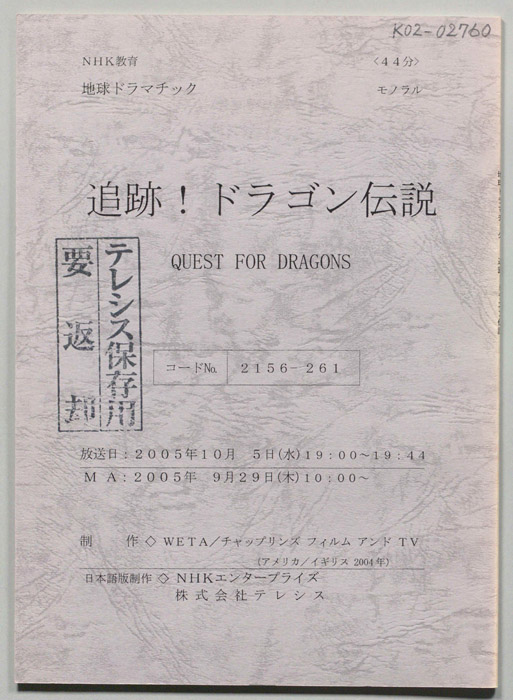 K02-02760
NHK教育
〈44分〉
地球ドラマチック
モノラル
追跡！ドラゴン伝説
QUEST FOR DRAGONS
テレシス保存用
要返却
コードNo.
2156-261
放送日：2005年10月 5日(水)19：00～19：44
MA：2005年 9月29日(木)10：00～
制 作◇WETA／チャップリンズ フィルム アンド TV
(アメリカ／イギリス 2004年)
日本語版制作◇NHKエンタープライズ
株式会社テレシス